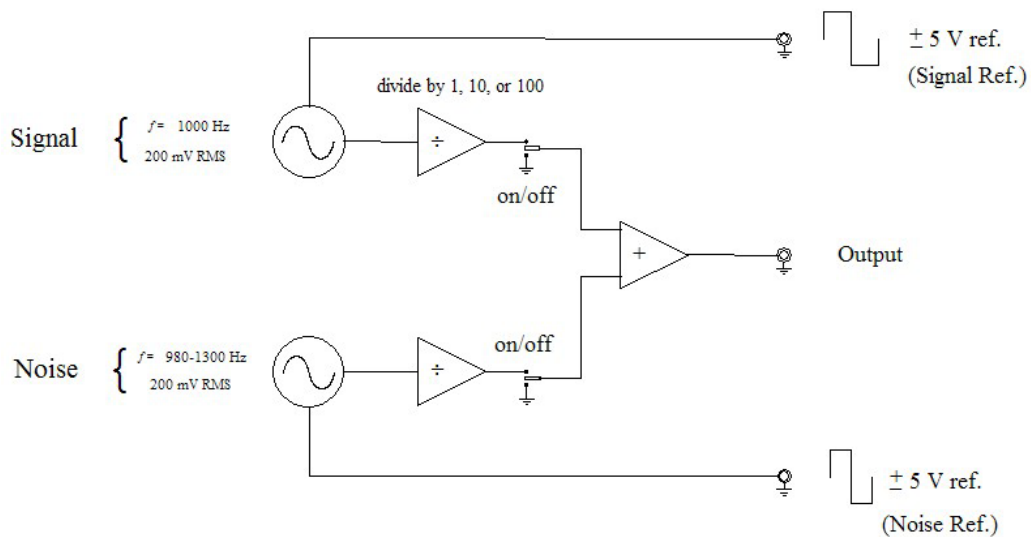 ± 5 V ref.
(Signal Ref.)
divide by 1, 10, or 100
Signal { f = 1000 Hz
200 mV RMS
÷
on/off
+
Output
on/off
Noise { f = 980-1300 Hz
200 mV RMS
÷
± 5 V ref.
(Noise Ref.)